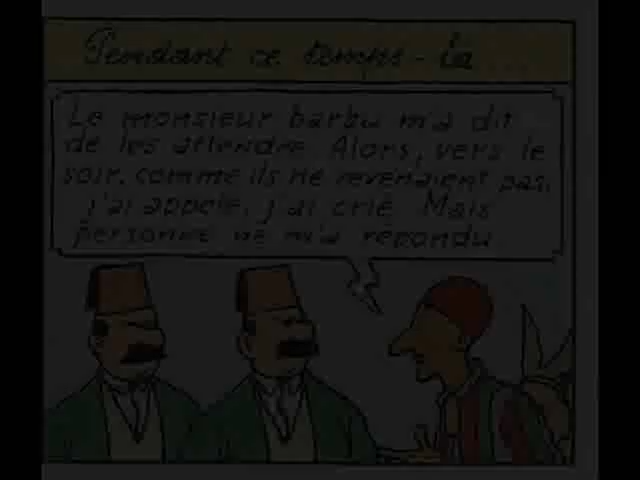 Pendant ce temps-là...
Le monsieur barbu m'a dit
de les attendre. Alors, vers le
soir, comme ils ne revenaient pas,
j'ai appelé, j'ai crié. Mais
personne ne m'a répondu